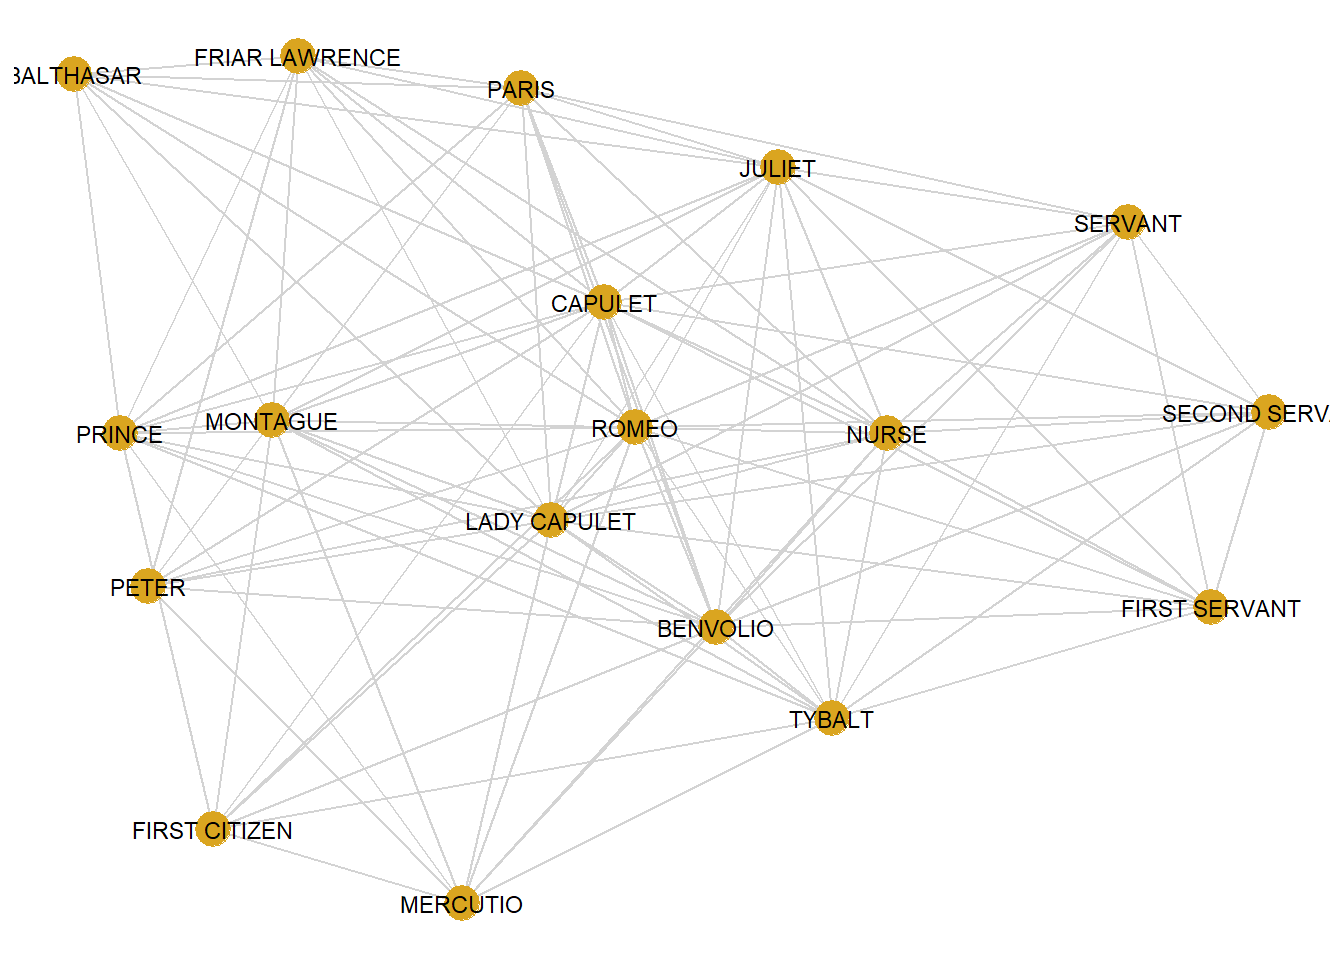 FRIAR LAWRENCE
BALTHASAR
PARIS
JULIET
SERVANT
CAPULET
SECOND SERVA
MONTAGUE
ROMEO
PRINCE
NURSE
LADY CAPULET
PETER
FIRST SERVANT
BENVOLIO
TYBALT
FIRST CITIZEN
MERCUTIO